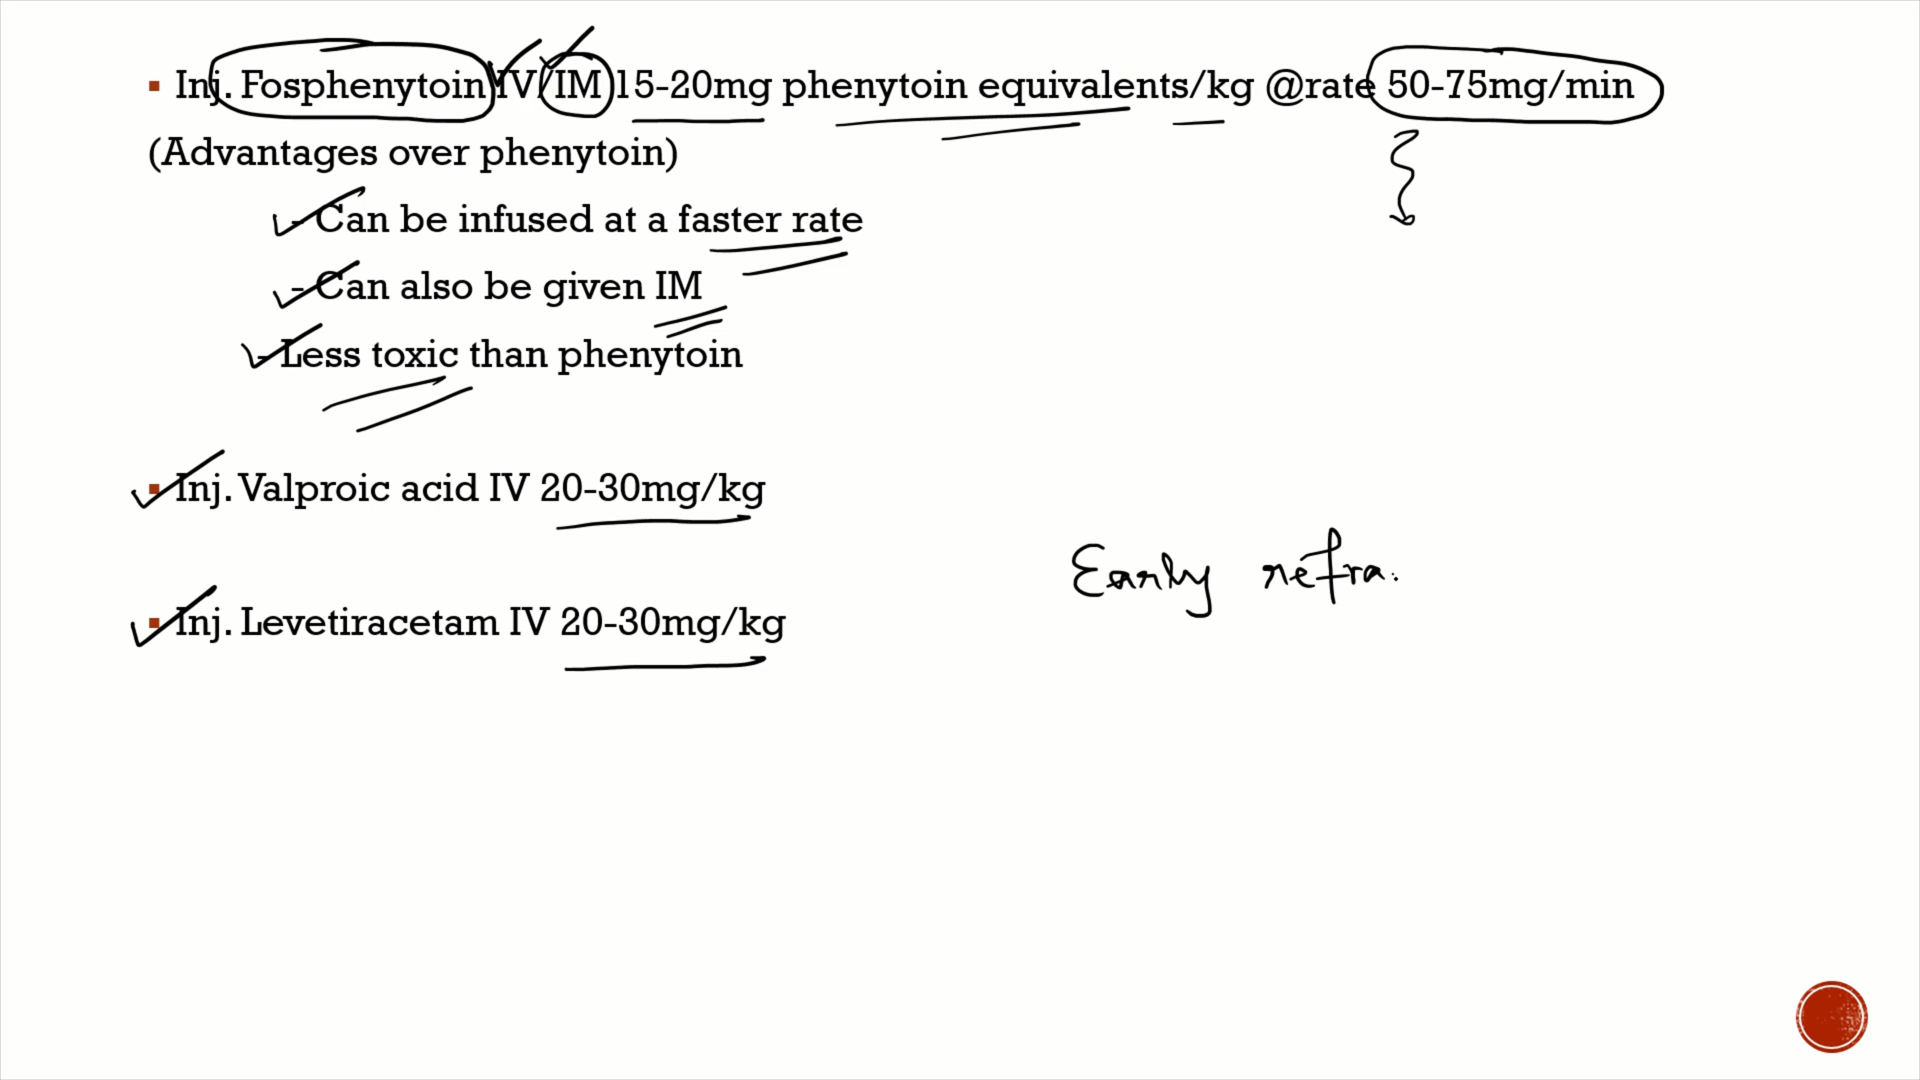 Inj. Fosphenytoin IV/IM 15-20mg phenytoin equivalents/kg @rate 50-75mg/min
(Advantages over phenytoin)
- Can be infused at a faster rate
- Can also be given IM
- Less toxic than phenytoin
Inj. Valproic acid IV 20-30mg/kg
Early refra.
Inj. Levetiracetam IV 20-30mg/kg